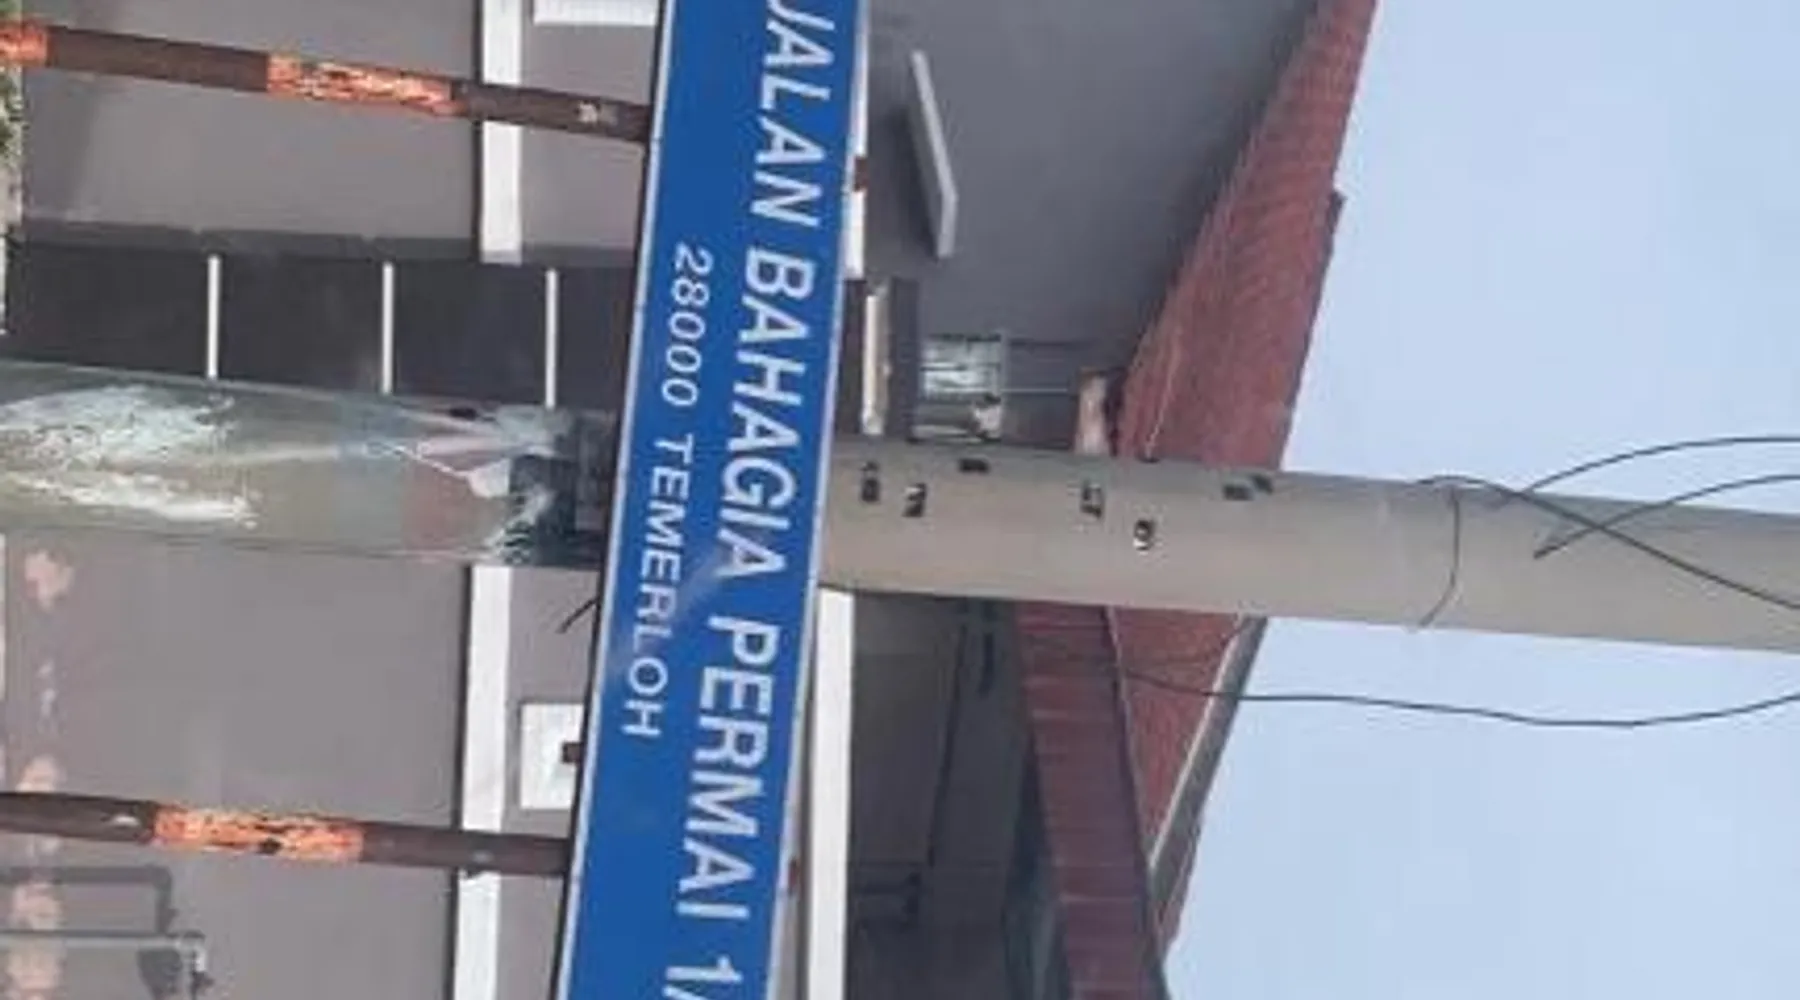 JALAN BAHAGIA PERMAI 1/
28000 TEMERLOH